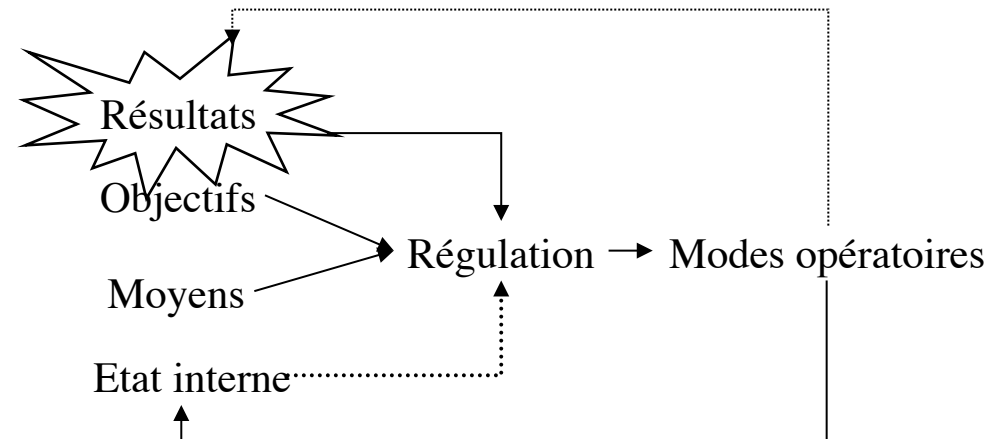 Résultats
Objectifs
Régulation
Modes opératoires
Moyens
Etat interne